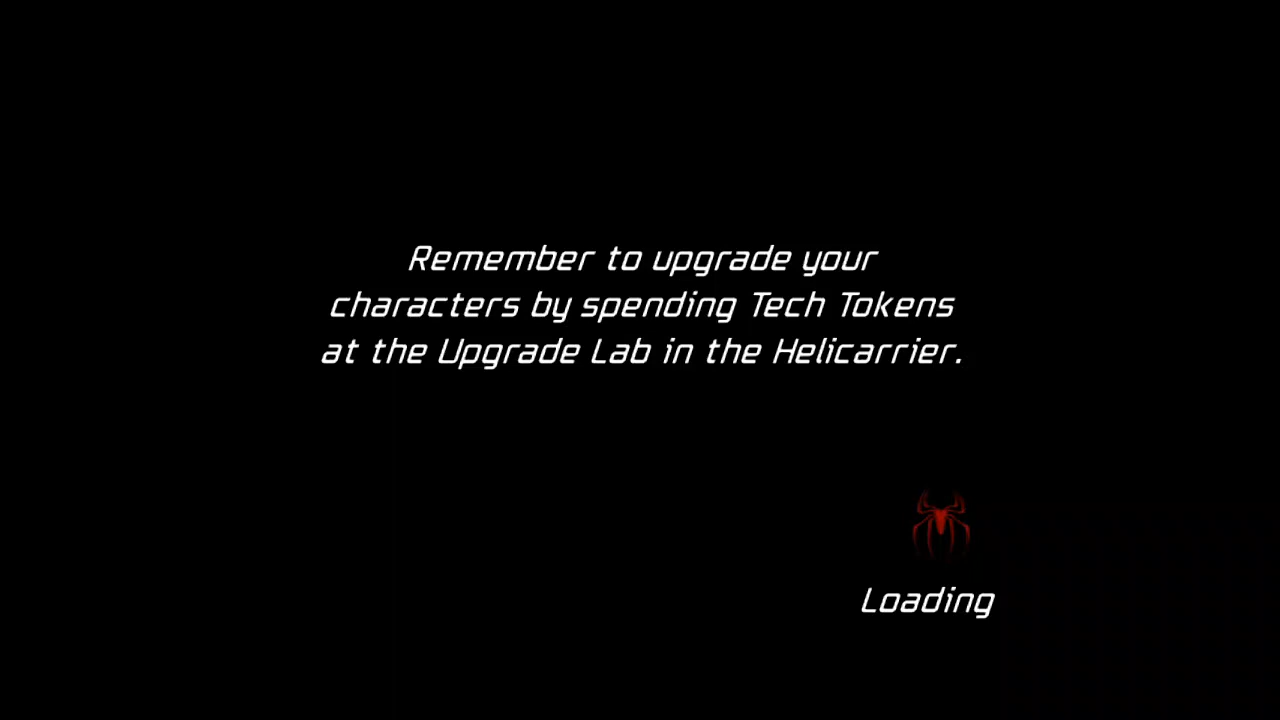 Remember to upgrade your
characters by spending Tech Tokens
at the Upgrade Lab in the Helicarrier.
Loading